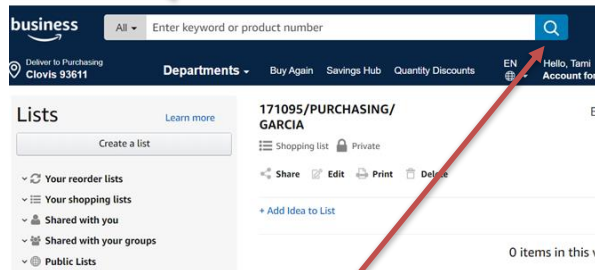 business
All
Enter keyword or product number
Deliver to Purchasing
Clovis 93611
Departments
Buy Again Savings Hub Quantity Discounts
EN
Hello, Tami
Account for
Lists
Learn more
Create a list
Your reorder lists
Your shopping lists
Shared with you
Shared with your groups
Public Lists
171095/PURCHASING/
GARCIA
Shopping list Private
Share Edit Print Delete
+ Add Idea to List
0 items in this